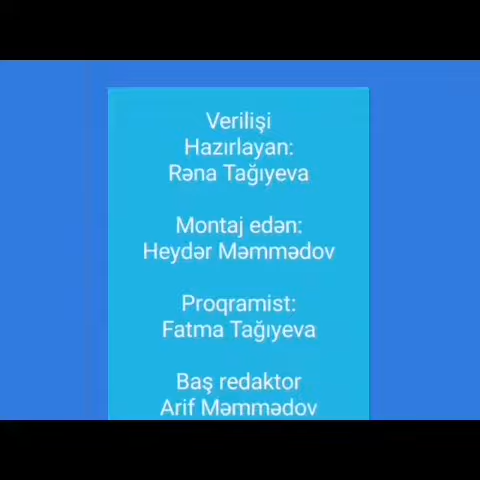 Verilişi
Hazırlayan:
Rəna Tağıyeva
Montaj edən:
Heydər Məmmədov
Proqramist:
Fatma Tağıyeva
Baş redaktor
Arif Məmmədov